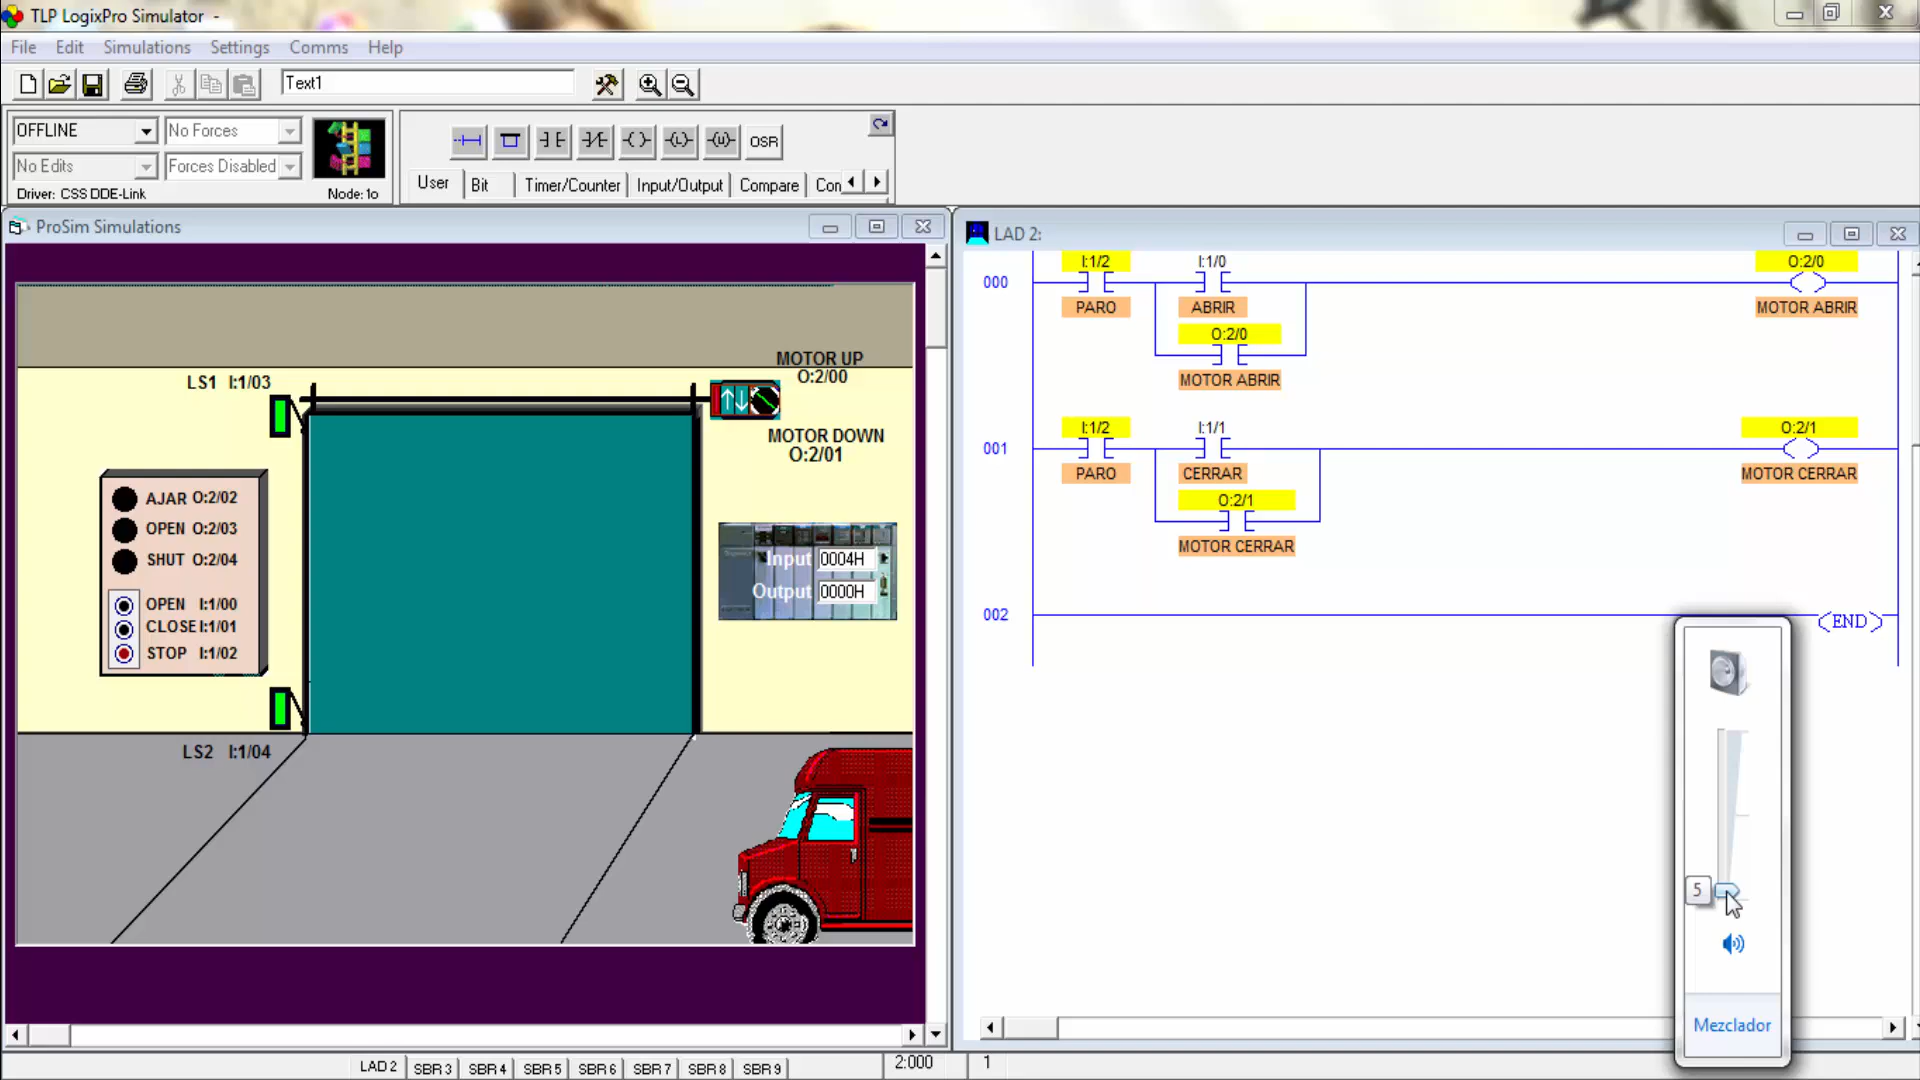 TLP LogixPro Simulator -
File Edit Simulations Settings Comms Help
Text1
OFFLINE No Forces
No Edits Forces Disabled
Driver: CSS DDE-Link Node: 1o
OSR
User Bit Timer/Counter Input/Output Compare Con
ProSim Simulations
LS1 I:1/03
MOTOR UP
O:2/00
MOTOR DOWN
O:2/01
AJAR O:2/02
OPEN O:2/03
SHUT O:2/04
OPEN I:1/00
CLOSE I:1/01
STOP I:1/02
Input 0004H
Output 0000H
LS2 I:1/04
LAD 2:
I:1/2 I:1/0 O:2/0
000
PARO ABRIR MOTOR ABRIR
O:2/0
MOTOR ABRIR
I:1/2 I:1/1 O:2/1
001
PARO CERRAR MOTOR CERRAR
O:2/1
MOTOR CERRAR
002 END
5
Mezclador
LAD 2 SBR 3 SBR 4 SBR 5 SBR 6 SBR 7 SBR 8 SBR 9 2:000 1